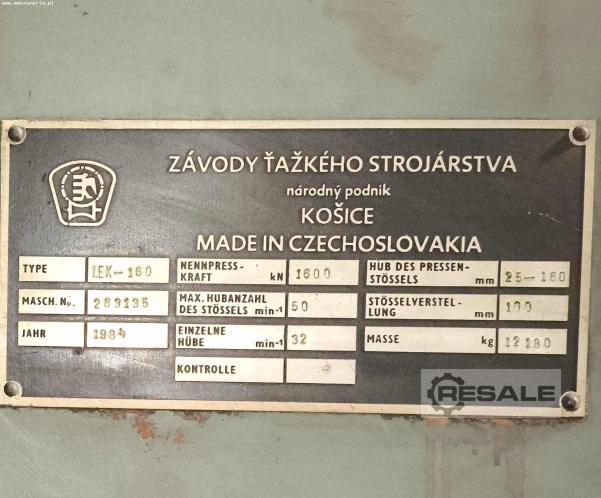 www.maszyneria.pl
ZÁVODY ŤAŽKÉHO STROJÁRSTVA
národný podnik
KOŠICE
MADE IN CZECHOSLOVAKIA
TYPE LEK-160
MASCH. No. 263135
JAHR 1984
NENNPRESS-
KRAFT kN 1600
MAX. HUBANZAHL
DES STÖSSELS min-1 50
EINZELNE
HÜBE min-1 32
KONTROLLE
HUB DES PRESSEN-
STÖSSELS mm 25-160
STÖSSELVERSTEL-
LUNG mm 100
MASSE kg 12180
RESALE